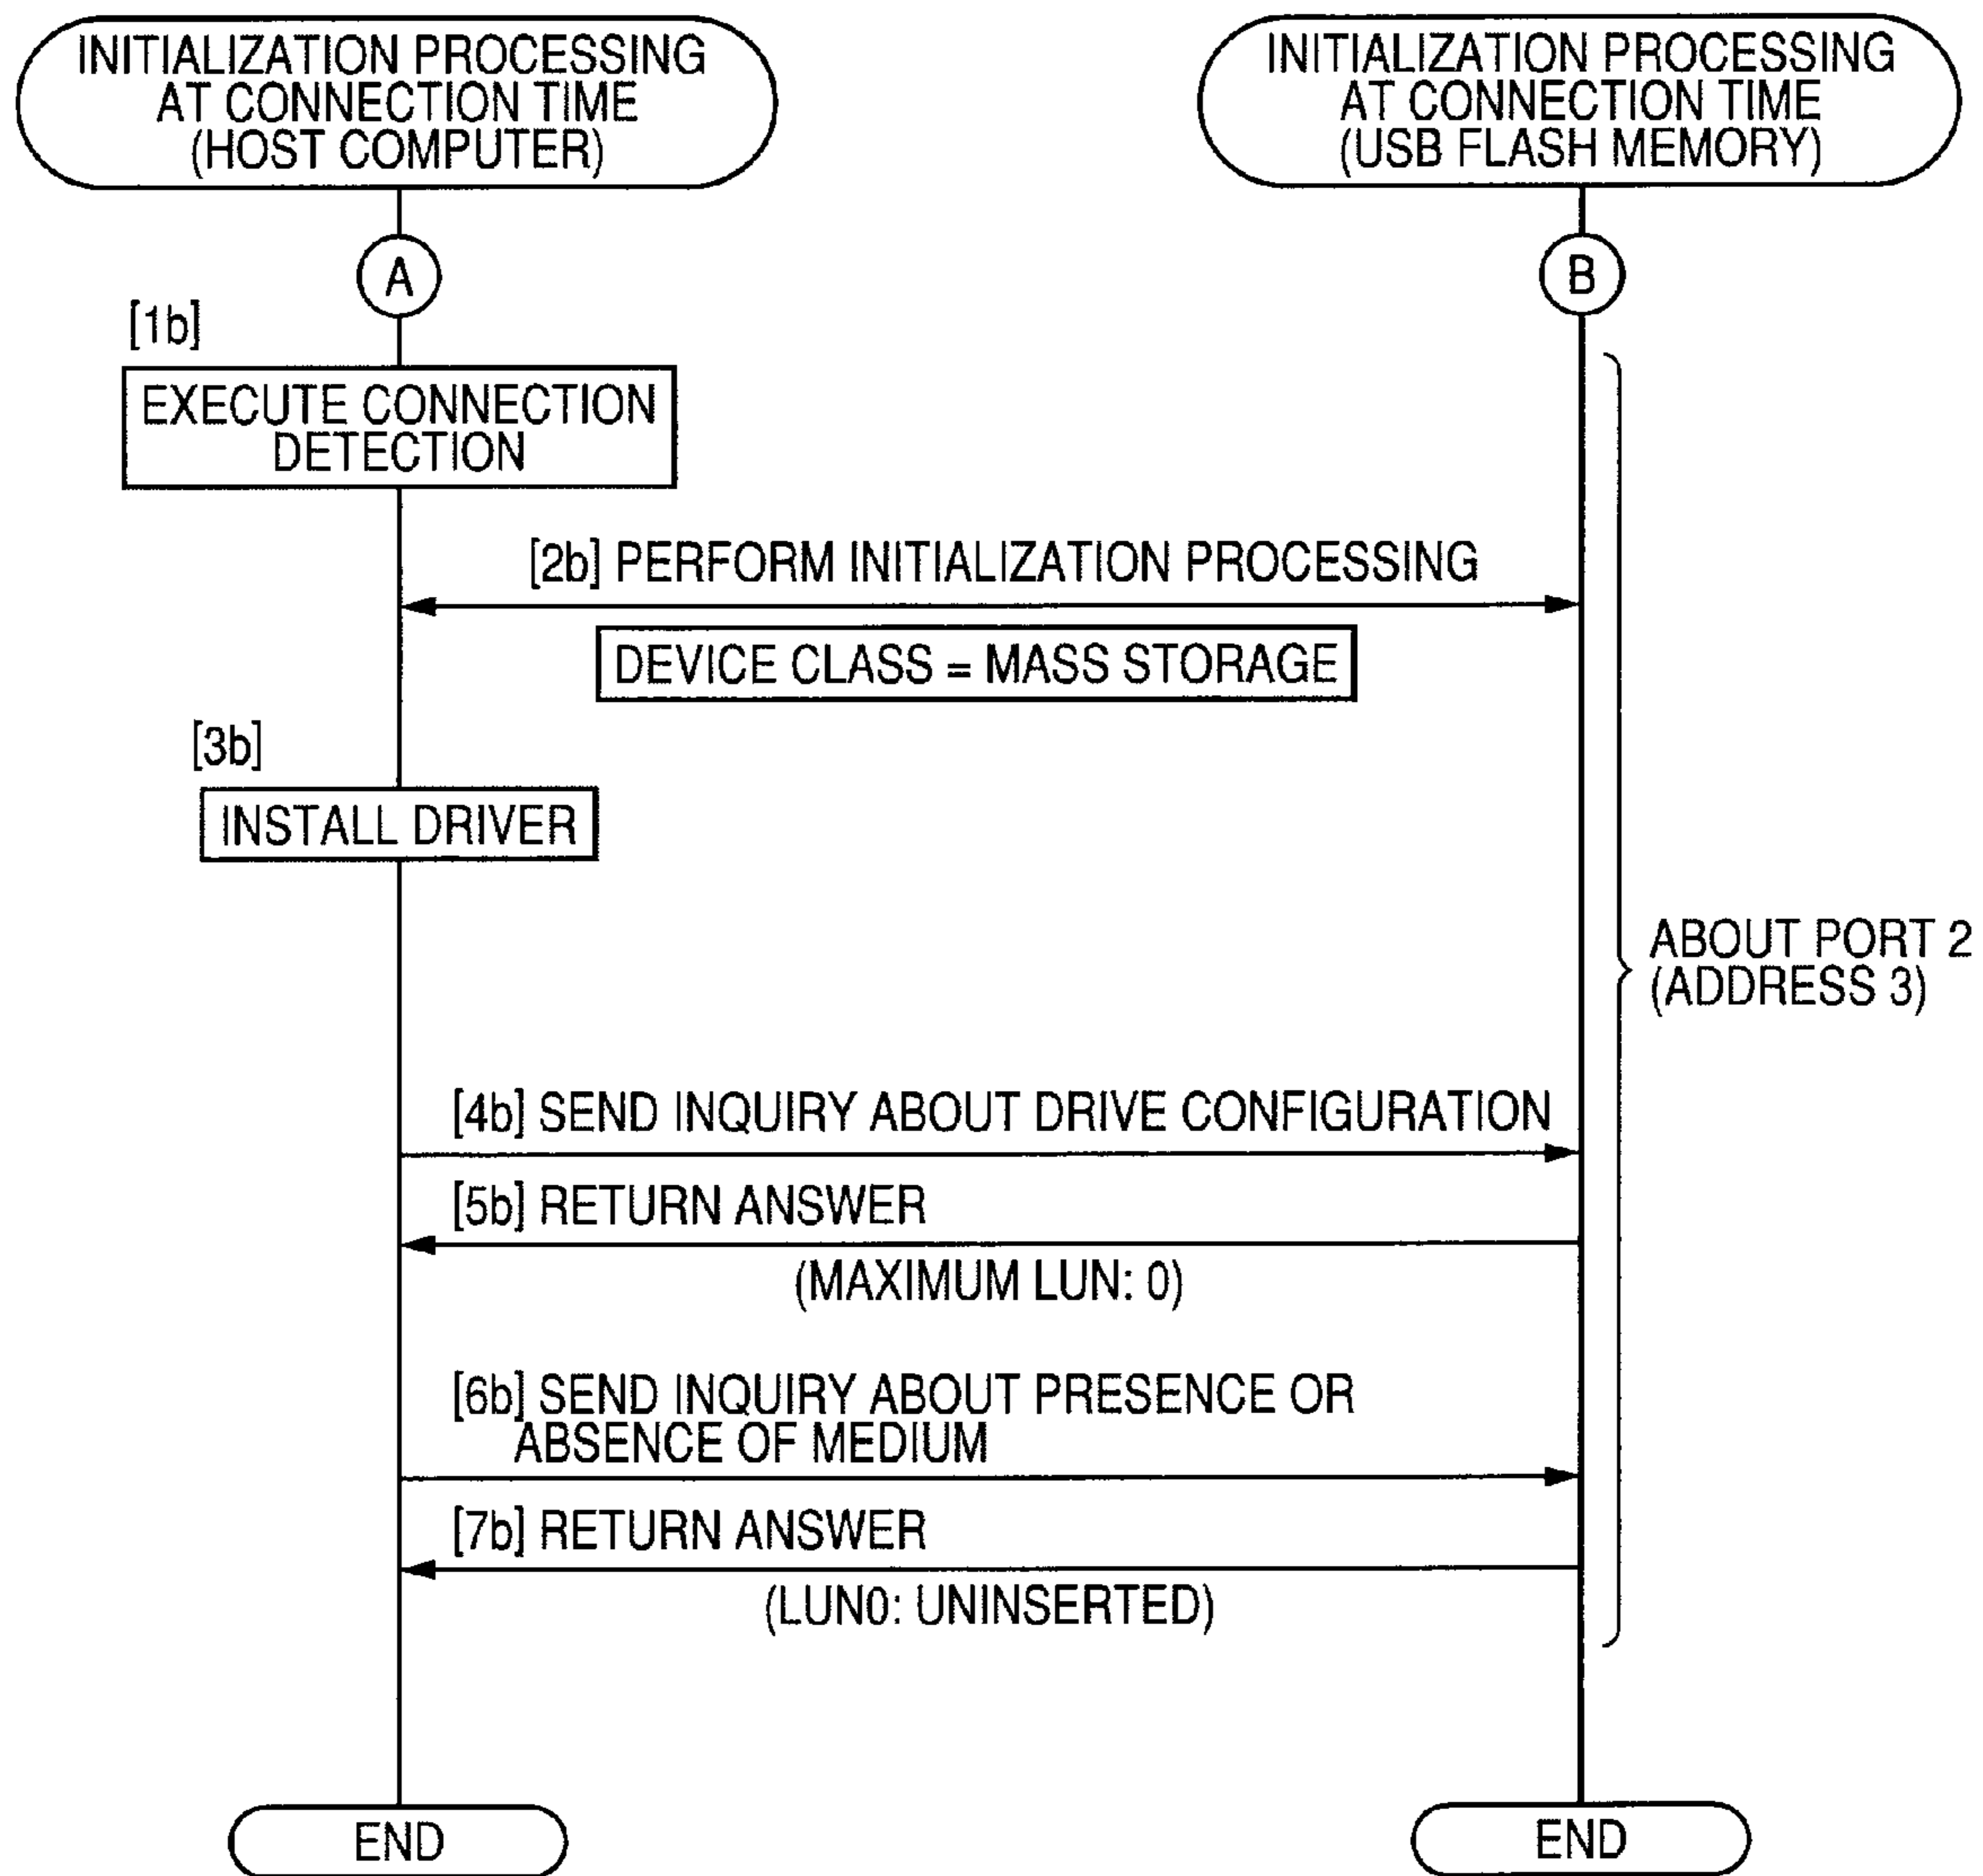 INITIALIZATION PROCESSING
AT CONNECTION TIME
(HOST COMPUTER)
INITIALIZATION PROCESSING
AT CONNECTION TIME
(USB FLASH MEMORY)
A
B
[1b]
EXECUTE CONNECTION
DETECTION
[2b] PERFORM INITIALIZATION PROCESSING
DEVICE CLASS = MASS STORAGE
[3b]
INSTALL DRIVER
ABOUT PORT 2
(ADDRESS 3)
[4b] SEND INQUIRY ABOUT DRIVE CONFIGURATION
[5b] RETURN ANSWER
(MAXIMUM LUN: 0)
[6b] SEND INQUIRY ABOUT PRESENCE OR
ABSENCE OF MEDIUM
[7b] RETURN ANSWER
(LUN0: UNINSERTED)
END
END